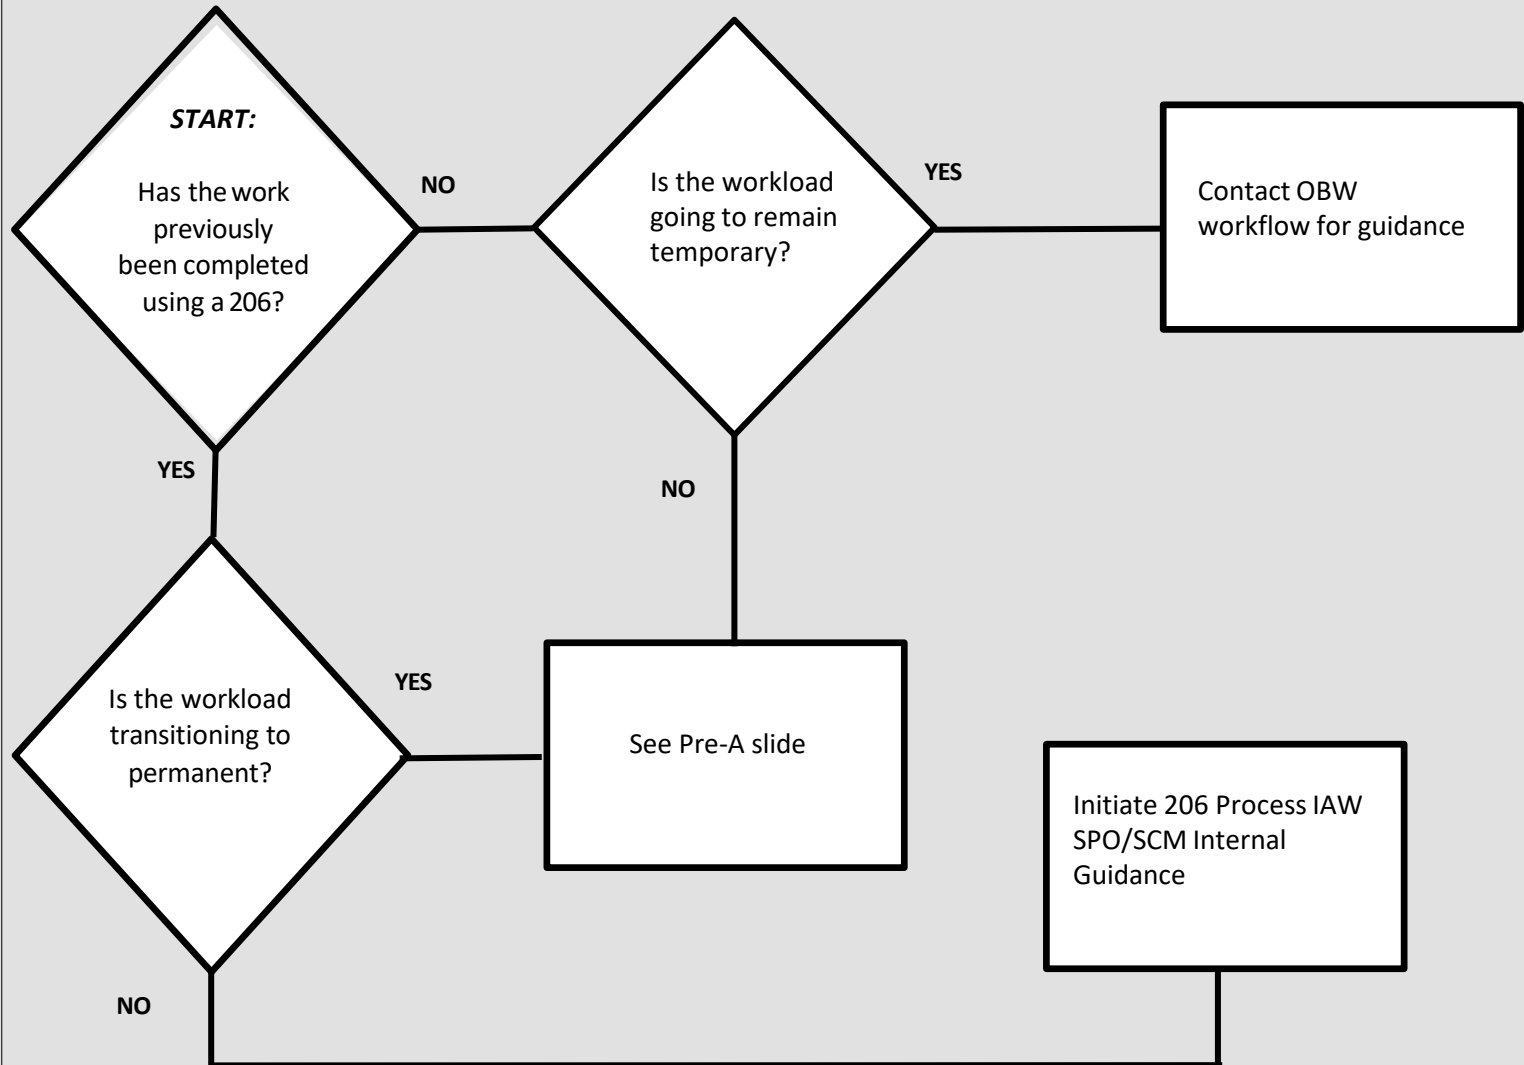 START:
Has the work
previously
been completed
using a 206?
NO
Is the workload
going to remain
temporary?
YES
Contact OBW
workflow for guidance
YES
NO
Is the workload
transitioning to
permanent?
YES
See Pre-A slide
Initiate 206 Process IAW
SPO/SCM Internal
Guidance
NO